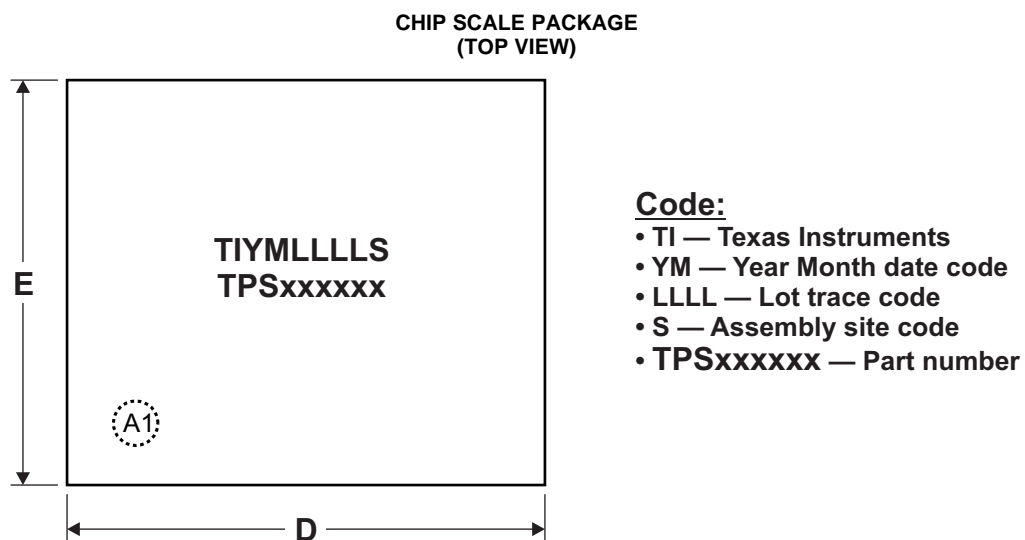 CHIP SCALE PACKAGE
(TOP VIEW)
TIYMLLLLS
TPSxxxxxx
E
A1
D
Code:
• TI — Texas Instruments
• YM — Year Month date code
• LLLL — Lot trace code
• S — Assembly site code
• TPSxxxxxx — Part number